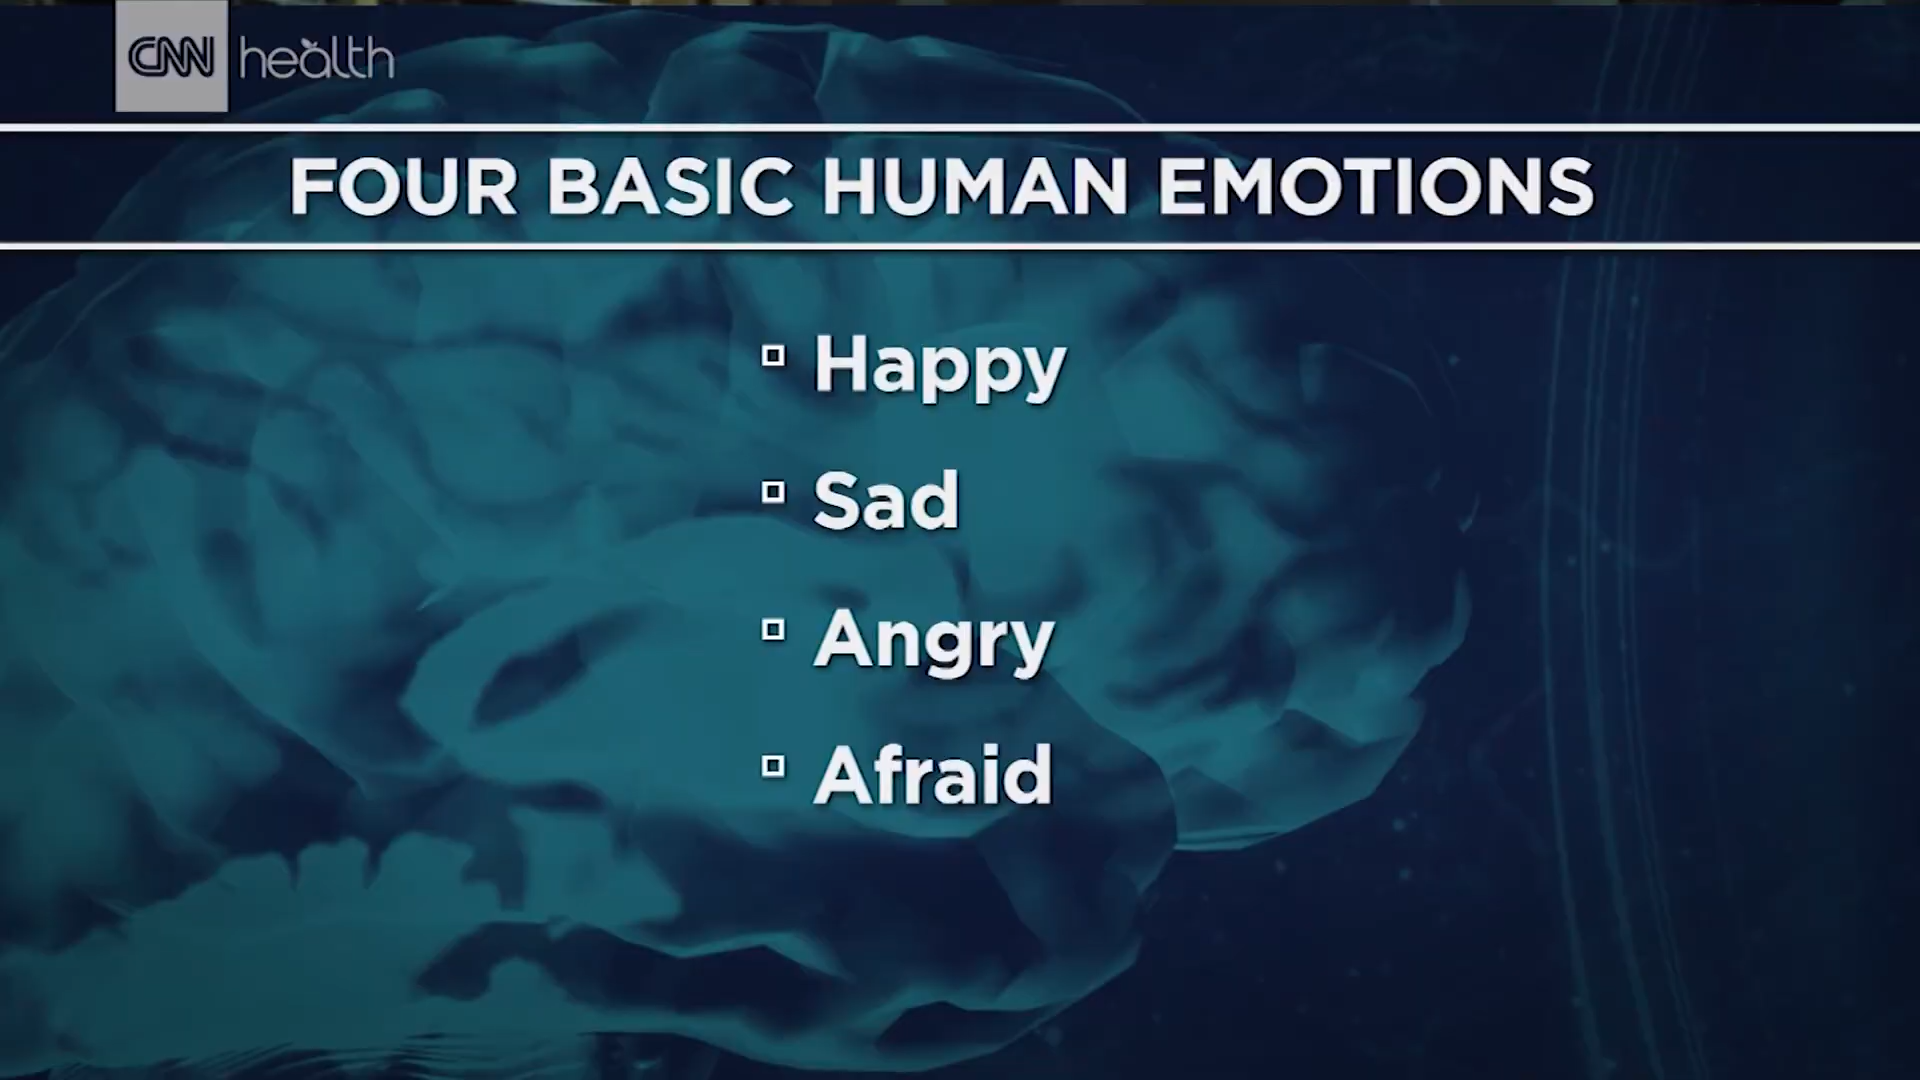 CNN health
FOUR BASIC HUMAN EMOTIONS
Happy
Sad
Angry
Afraid